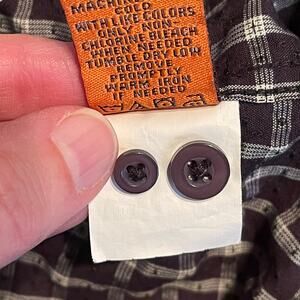 MACHINE
COLD
WITH LIKE COLORS
ONLY NON-
CHLORINE BLEACH
WHEN NEEDED
TUMBLE DRY LOW
REMOVE
PROMPTLY
WARM IRON
IF NEEDED